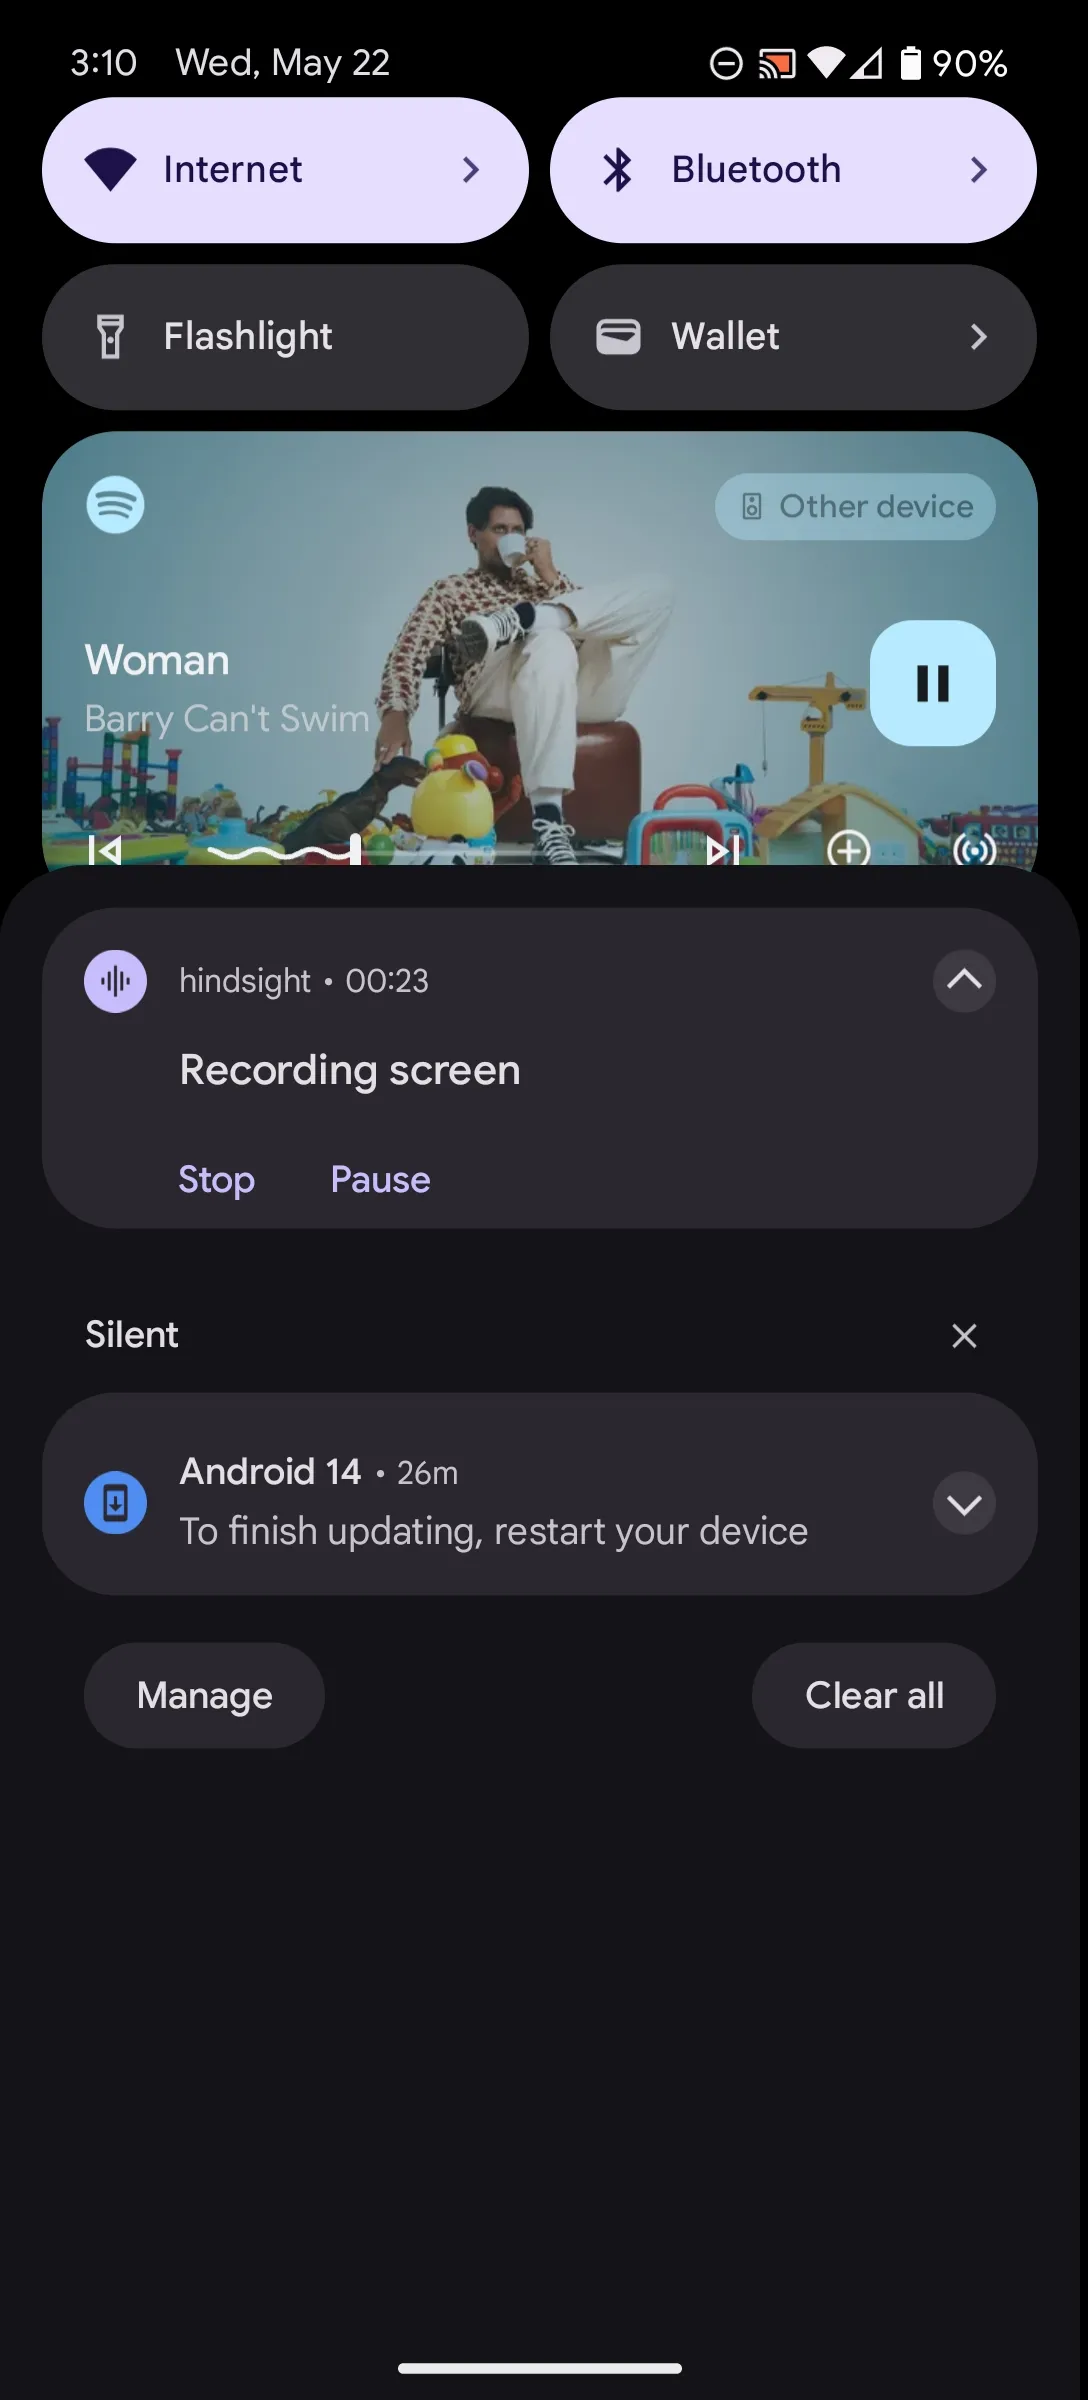 3:10 Wed, May 22 90%
Internet Bluetooth
Flashlight Wallet
Other device
Woman
Barry Can't Swim
hindsight • 00:23
Recording screen
Stop Pause
Silent
Android 14 • 26m
To finish updating, restart your device
Manage Clear all